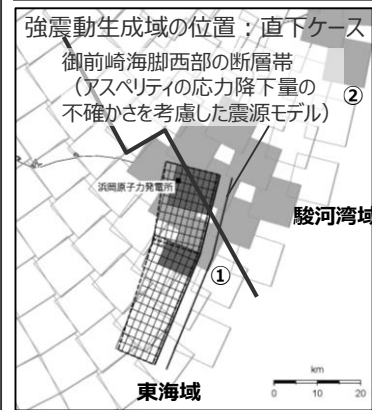 強震動生成域の位置：直下ケース
御前崎海脚西部の断層帯
（アスペリティの応力降下量の
不確かさを考慮した震源モデル）
②
浜岡原子力発電所
駿河湾域
①
東海域
km
0 10 20